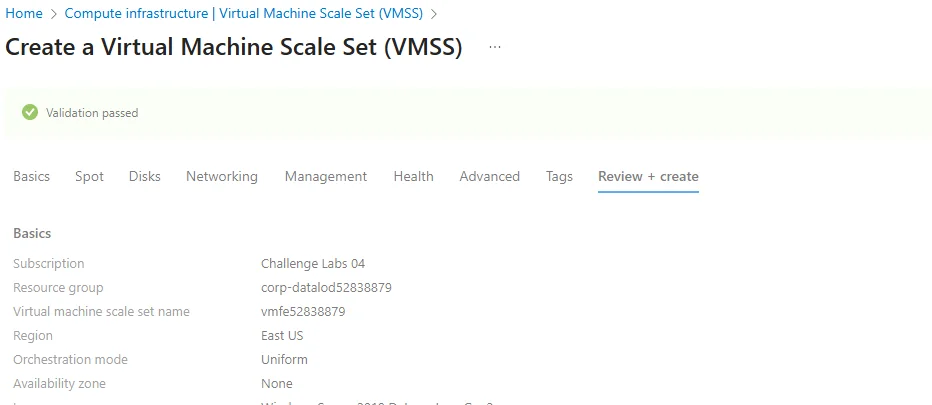 Home > Compute infrastructure | Virtual Machine Scale Set (VMSS) >
Create a Virtual Machine Scale Set (VMSS) ...
Validation passed
Basics Spot Disks Networking Management Health Advanced Tags Review + create
Basics
Subscription Challenge Labs 04
Resource group corp-datalod52838879
Virtual machine scale set name vmfe52838879
Region East US
Orchestration mode Uniform
Availability zone None